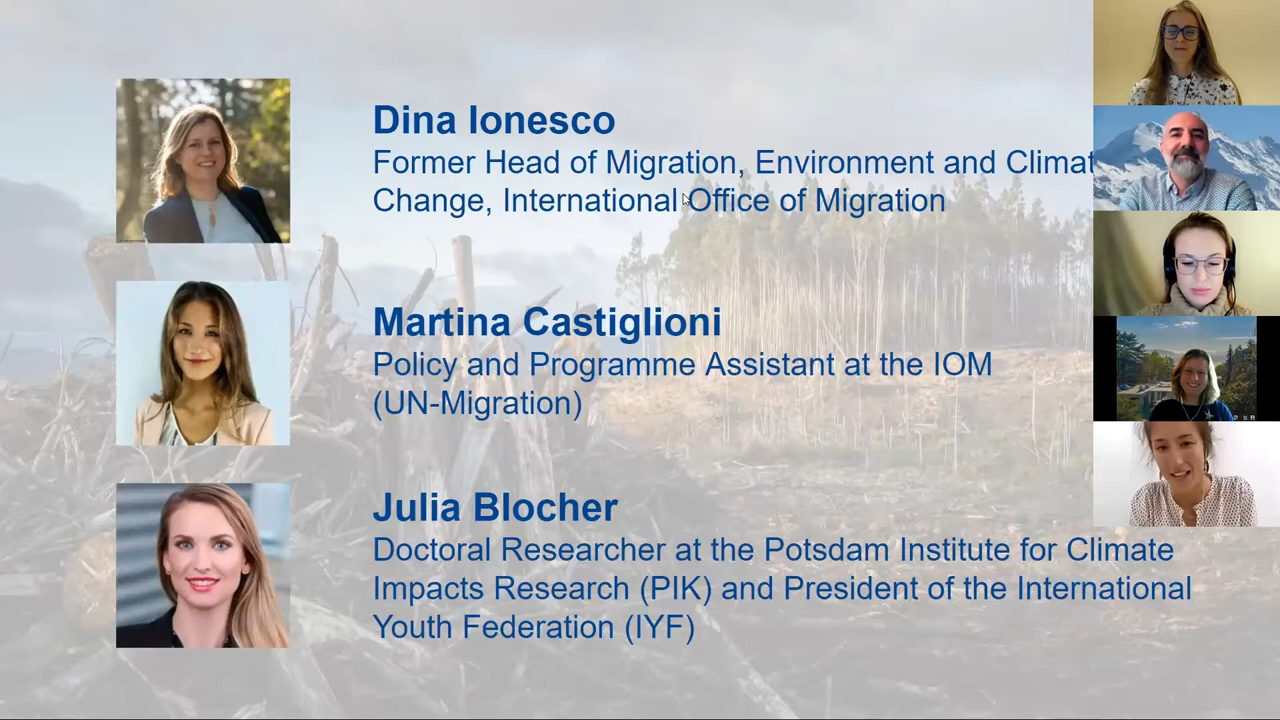 Dina Ionesco
Former Head of Migration, Environment and Climat
Change, International Office of Migration
Martina Castiglioni
Policy and Programme Assistant at the IOM
(UN-Migration)
Julia Blocher
Doctoral Researcher at the Potsdam Institute for Climate
Impacts Research (PIK) and President of the International
Youth Federation (IYF)